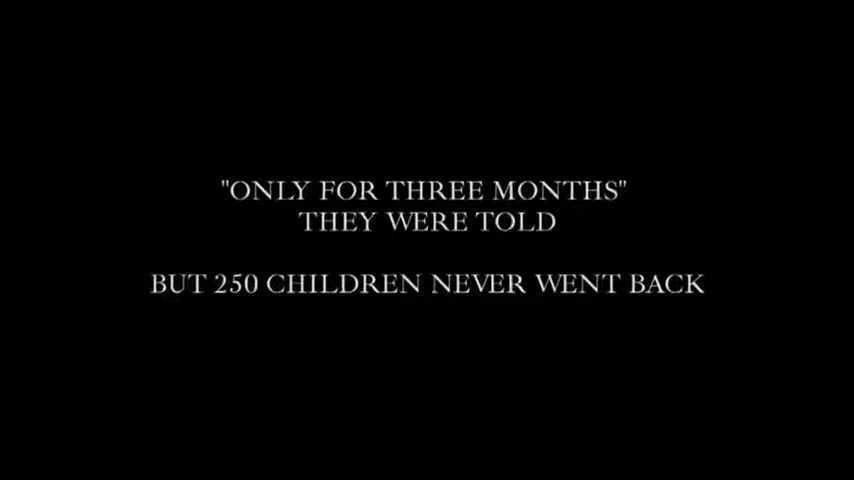 "ONLY FOR THREE MONTHS"
THEY WERE TOLD
BUT 250 CHILDREN NEVER WENT BACK